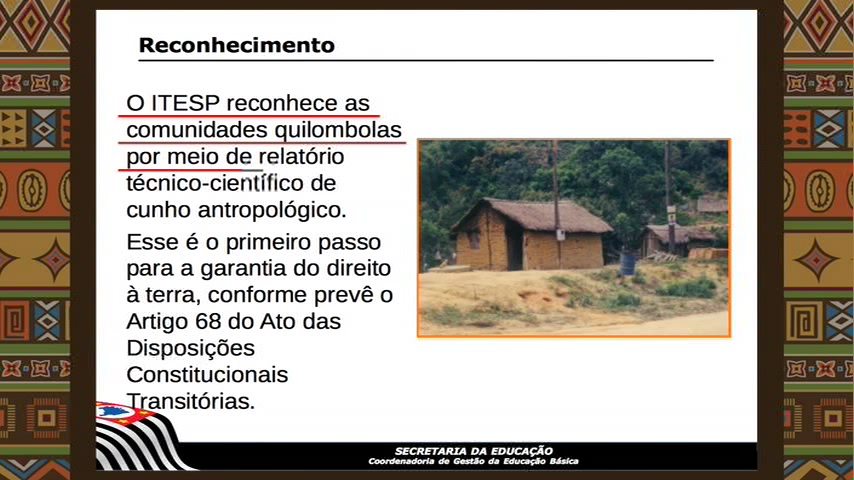 Reconhecimento
O ITESP reconhece as
comunidades quilombolas
por meio de relatório
técnico-científico de
cunho antropológico.
Esse é o primeiro passo
para a garantia do direito
à terra, conforme prevê o
Artigo 68 do Ato das
Disposições
Constitucionais
Transitórias.
SECRETARIA DA EDUCAÇÃO
Coordenadoria de Gestão da Educação Básica